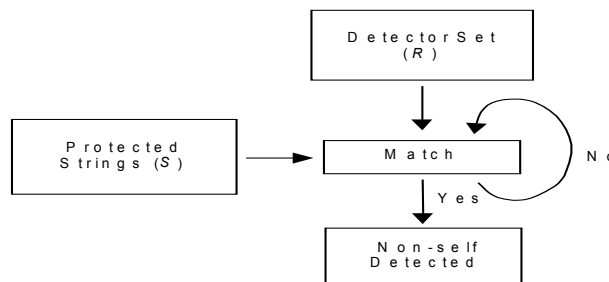 Detector Set
(R)
Protected
Strings (S)
Match
No
Yes
Non-self
Detected